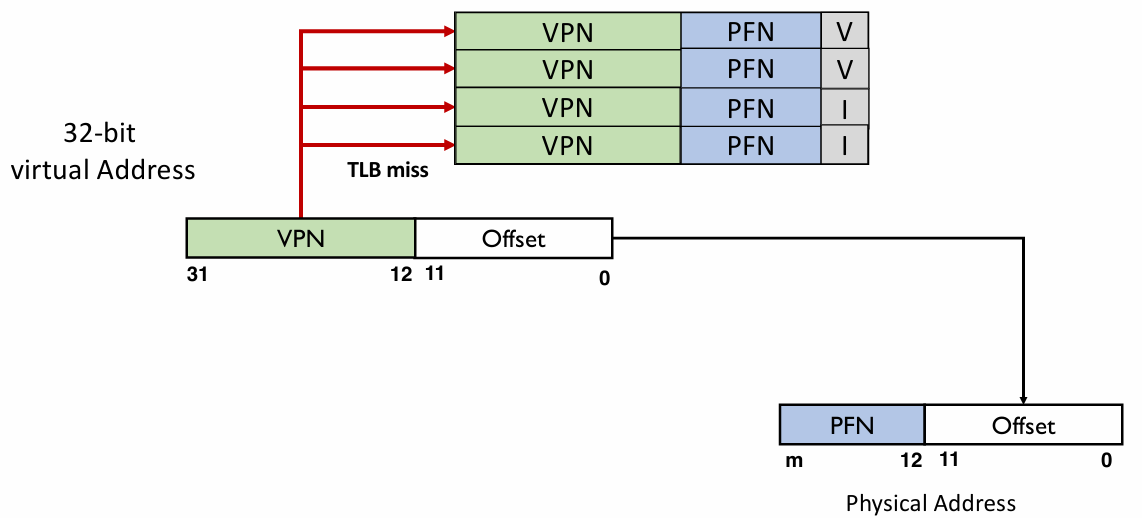 VPN PFN V
VPN PFN V
VPN PFN I
VPN PFN I
32-bit
virtual Address
TLB miss
VPN Offset
31 12 11 0
PFN Offset
m 12 11 0
Physical Address